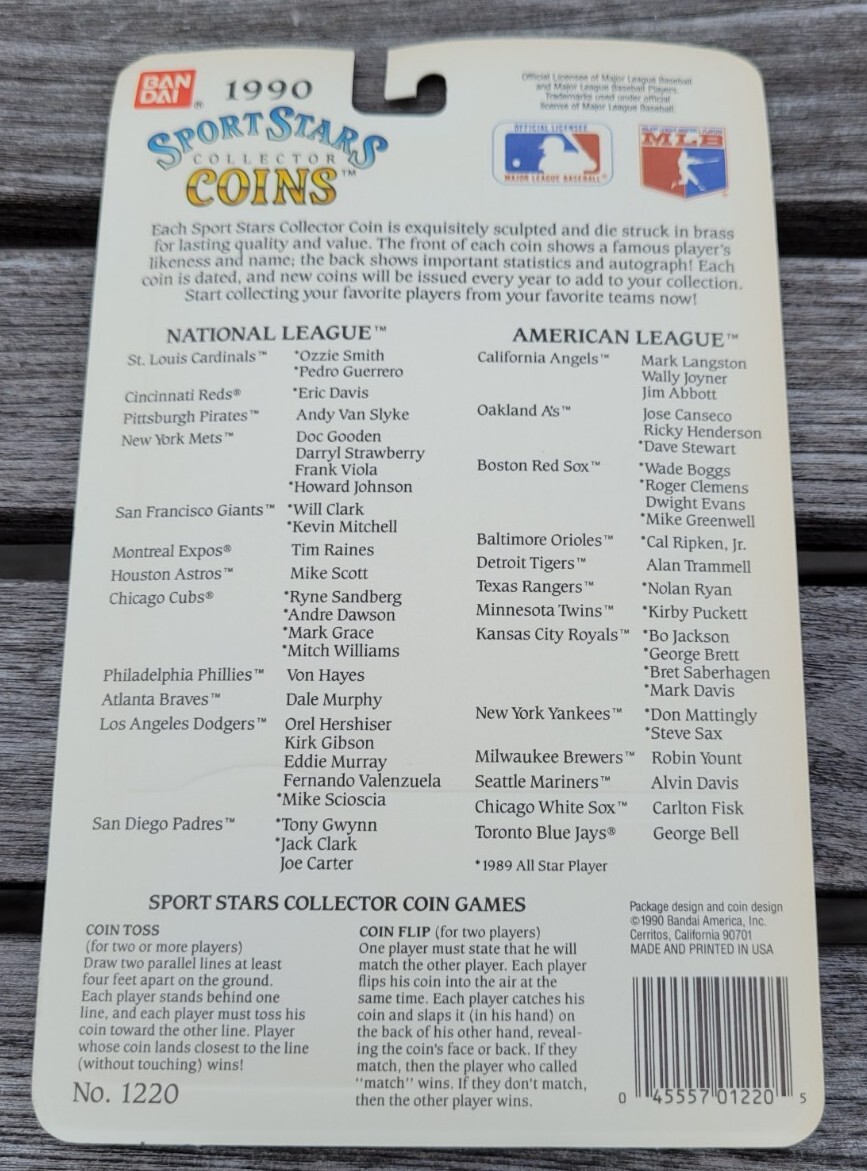 BAN
DAI®
1990
SPORT STARS
COLLECTOR
COINS™
Official Licensee of Major League Baseball
and Major League Baseball Players.
Trademarks used under official
license of Major League Baseball.
OFFICIAL LICENSEE
MAJOR LEAGUE BASEBALL®
MLB
Each Sport Stars Collector Coin is exquisitely sculpted and die struck in brass
for lasting quality and value. The front of each coin shows a famous player's
likeness and name; the back shows important statistics and autograph! Each
coin is dated, and new coins will be issued every year to add to your collection.
Start collecting your favorite players from your favorite teams now!
NATIONAL LEAGUE™
St. Louis Cardinals™ *Ozzie Smith
*Pedro Guerrero
Cincinnati Reds® *Eric Davis
Pittsburgh Pirates™ Andy Van Slyke
New York Mets™ Doc Gooden
Darryl Strawberry
Frank Viola
*Howard Johnson
San Francisco Giants™ *Will Clark
*Kevin Mitchell
Montreal Expos® Tim Raines
Houston Astros™ Mike Scott
Chicago Cubs® *Ryne Sandberg
*Andre Dawson
*Mark Grace
*Mitch Williams
Philadelphia Phillies™ Von Hayes
Atlanta Braves™ Dale Murphy
Los Angeles Dodgers™ Orel Hershiser
Kirk Gibson
Eddie Murray
Fernando Valenzuela
*Mike Scioscia
San Diego Padres™ *Tony Gwynn
*Jack Clark
Joe Carter
AMERICAN LEAGUE™
California Angels™ Mark Langston
Wally Joyner
Jim Abbott
Oakland A's™ Jose Canseco
Ricky Henderson
*Dave Stewart
Boston Red Sox™ *Wade Boggs
*Roger Clemens
Dwight Evans
*Mike Greenwell
Baltimore Orioles™ *Cal Ripken, Jr.
Detroit Tigers™ Alan Trammell
Texas Rangers™ *Nolan Ryan
Minnesota Twins™ *Kirby Puckett
Kansas City Royals™ *Bo Jackson
*George Brett
*Bret Saberhagen
*Mark Davis
New York Yankees™ *Don Mattingly
*Steve Sax
Milwaukee Brewers™ Robin Yount
Seattle Mariners™ Alvin Davis
Chicago White Sox™ Carlton Fisk
Toronto Blue Jays® George Bell
*1989 All Star Player
SPORT STARS COLLECTOR COIN GAMES
COIN TOSS
(for two or more players)
Draw two parallel lines at least
four feet apart on the ground.
Each player stands behind one
line, and each player must toss his
coin toward the other line. Player
whose coin lands closest to the line
(without touching) wins!
No. 1220
COIN FLIP (for two players)
One player must state that he will
match the other player. Each player
flips his coin into the air at the
same time. Each player catches his
coin and slaps it (in his hand) on
the back of his other hand, reveal-
ing the coin's face or back. If they
match, then the player who called
"match" wins. If they don't match,
then the other player wins.
Package design and coin design
©1990 Bandai America, Inc.
Cerritos, California 90701
MADE AND PRINTED IN USA
0 45557 01220 5